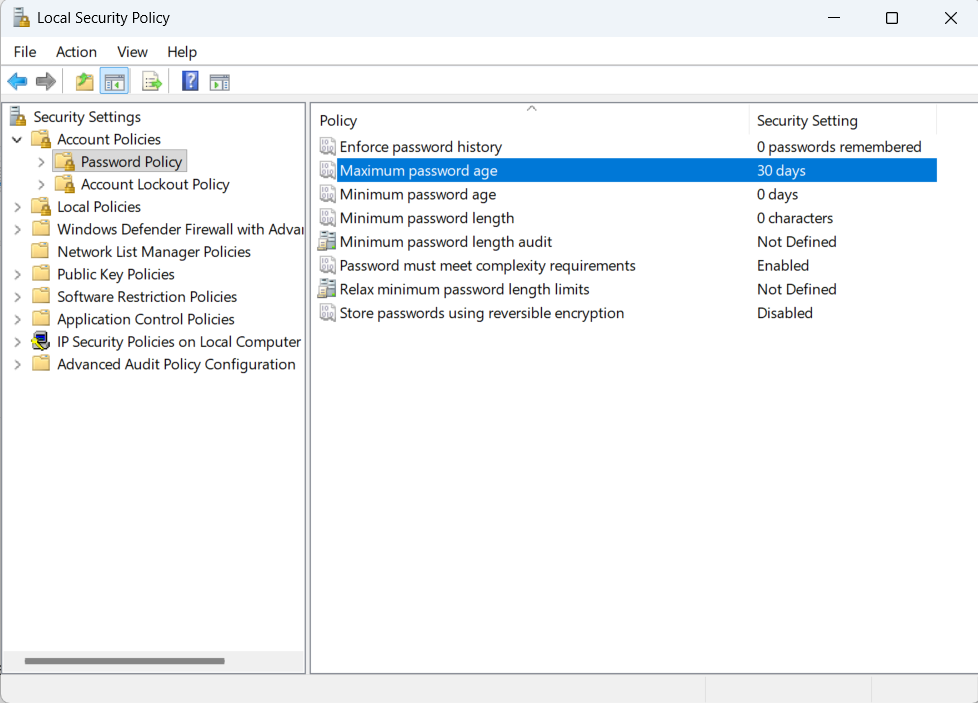 Local Security Policy
File Action View Help
Security Settings
Account Policies
Password Policy
Account Lockout Policy
Local Policies
Windows Defender Firewall with Adva
Network List Manager Policies
Public Key Policies
Software Restriction Policies
Application Control Policies
IP Security Policies on Local Computer
Advanced Audit Policy Configuration
Policy Security Setting
Enforce password history 0 passwords remembered
Maximum password age 30 days
Minimum password age 0 days
Minimum password length 0 characters
Minimum password length audit Not Defined
Password must meet complexity requirements Enabled
Relax minimum password length limits Not Defined
Store passwords using reversible encryption Disabled